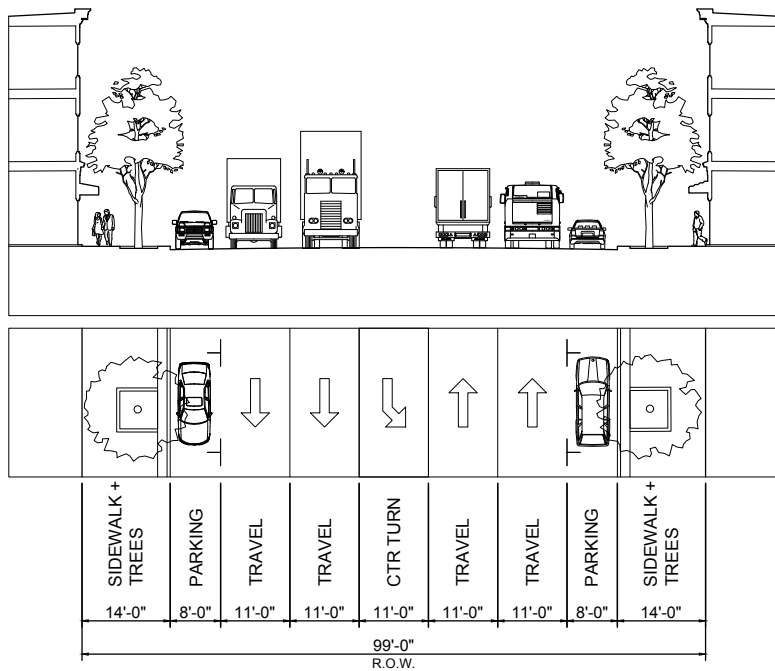 SIDEWALK +
TREES
PARKING
TRAVEL
TRAVEL
CTR TURN
TRAVEL
TRAVEL
PARKING
SIDEWALK +
TREES
14'-0" 8'-0" 11'-0" 11'-0" 11'-0" 11'-0" 11'-0" 8'-0" 14'-0"
99'-0"
R.O.W.